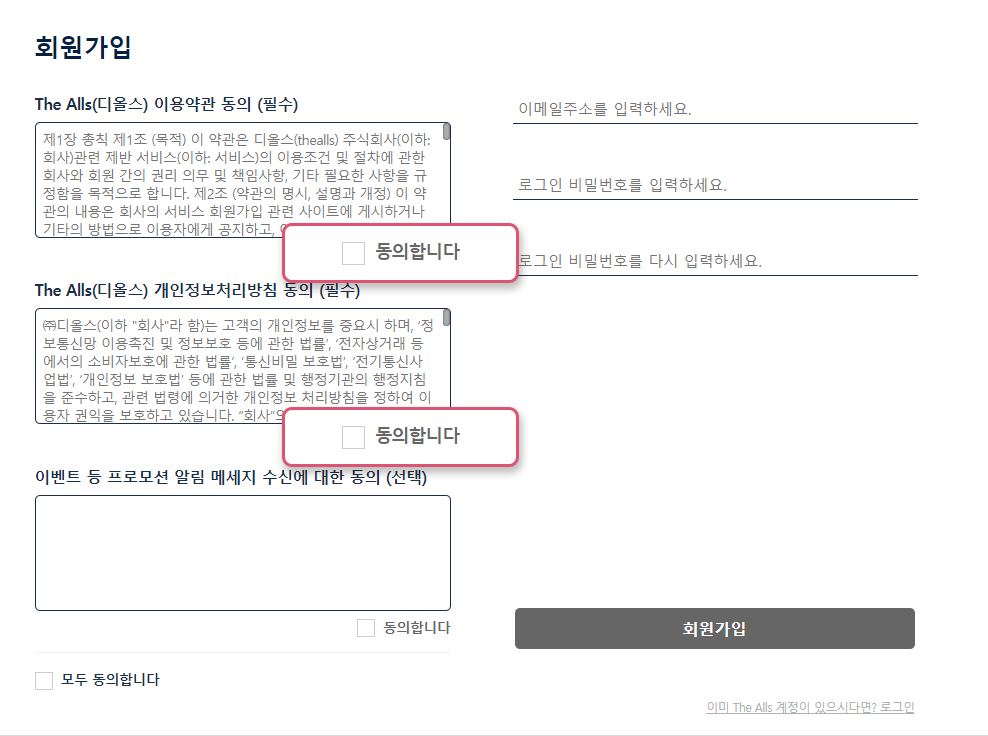 회원가입
The Alls(디올스) 이용약관 동의 (필수)
제1장 총칙 제1조 (목적) 이 약관은 디올스(thealls) 주식회사(이하:
회사)관련 제반 서비스(이하: 서비스)의 이용조건 및 절차에 관한
회사와 회원 간의 권리 의무 및 책임사항, 기타 필요한 사항을 규
정함을 목적으로 합니다. 제2조 (약관의 명시, 설명과 개정) 이 약
관의 내용은 회사의 서비스 회원가입 관련 사이트에 게시하거나
기타의 방법으로 이용자에게 공지하고,
동의합니다
The Alls(디올스) 개인정보처리방침 동의 (필수)
㈜디올스(이하 "회사"라 함)는 고객의 개인정보를 중요시 하며, ‘정
보통신망 이용촉진 및 정보보호 등에 관한 법률’, ‘전자상거래 등
에서의 소비자보호에 관한 법률’, ‘통신비밀 보호법’, ‘전기통신사
업법’, ‘개인정보 보호법’ 등에 관한 법률 및 행정기관의 행정지침
을 준수하고, 관련 법령에 의거한 개인정보 처리방침을 정하여 이
용자 권익을 보호하고 있습니다. “회사”
동의합니다
이벤트 등 프로모션 알림 메세지 수신에 대한 동의 (선택)
동의합니다
모두 동의합니다
이메일주소를 입력하세요.
로그인 비밀번호를 입력하세요.
로그인 비밀번호를 다시 입력하세요.
회원가입
이미 The Alls 계정이 있으시다면? 로그인